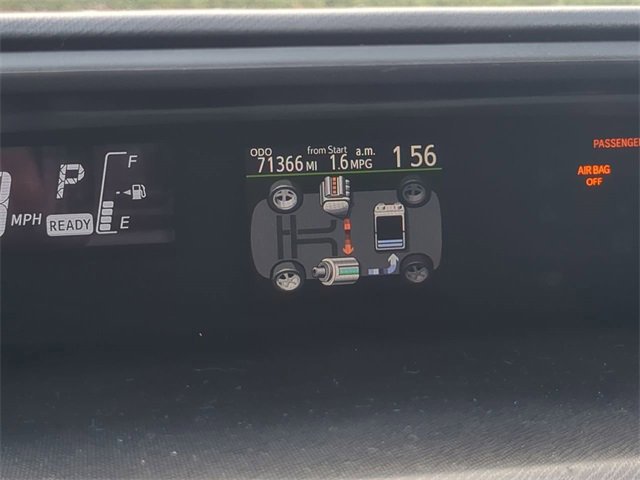 ODO from Start a.m.
71366 MI 1.6 MPG 1 56
P F
MPH READY E
PASSENGER
AIR BAG
OFF